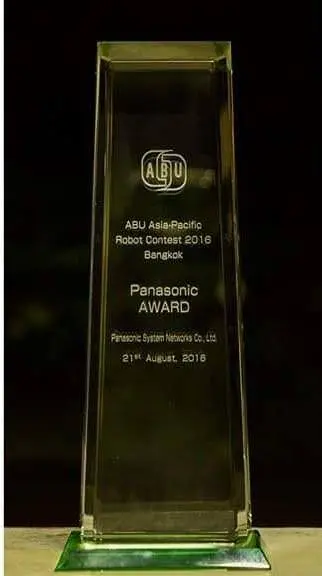 ABU
ABU Asia-Pacific
Robot Contest 2016
Bangkok
Panasonic
AWARD
Panasonic System Networks Co., Ltd.
21st August, 2016